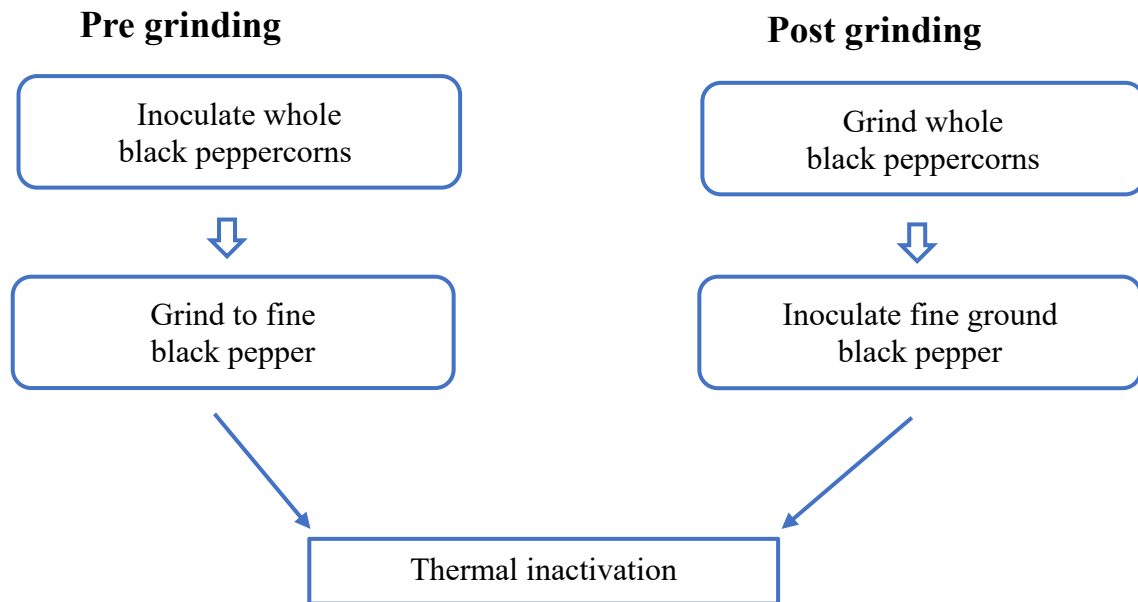 Pre grinding
Inoculate whole
black peppercorns
Grind to fine
black pepper
Post grinding
Grind whole
black peppercorns
Inoculate fine ground
black pepper
Thermal inactivation